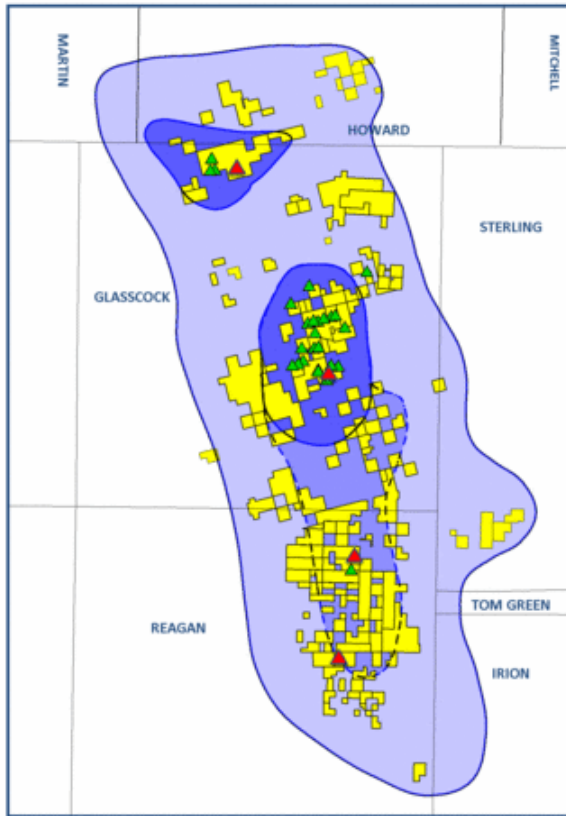 MARTIN
MITCHELL
HOWARD
STERLING
GLASSCOCK
TOM GREEN
REAGAN
IRION